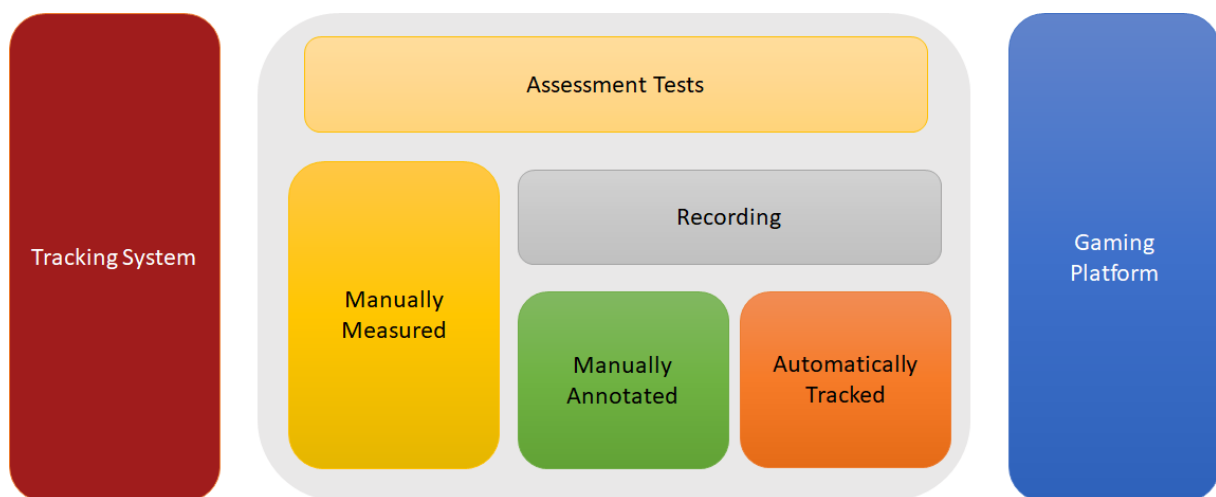 Assessment Tests
Recording
Tracking System
Gaming
Platform
Manually
Measured
Manually
Annotated
Automatically
Tracked